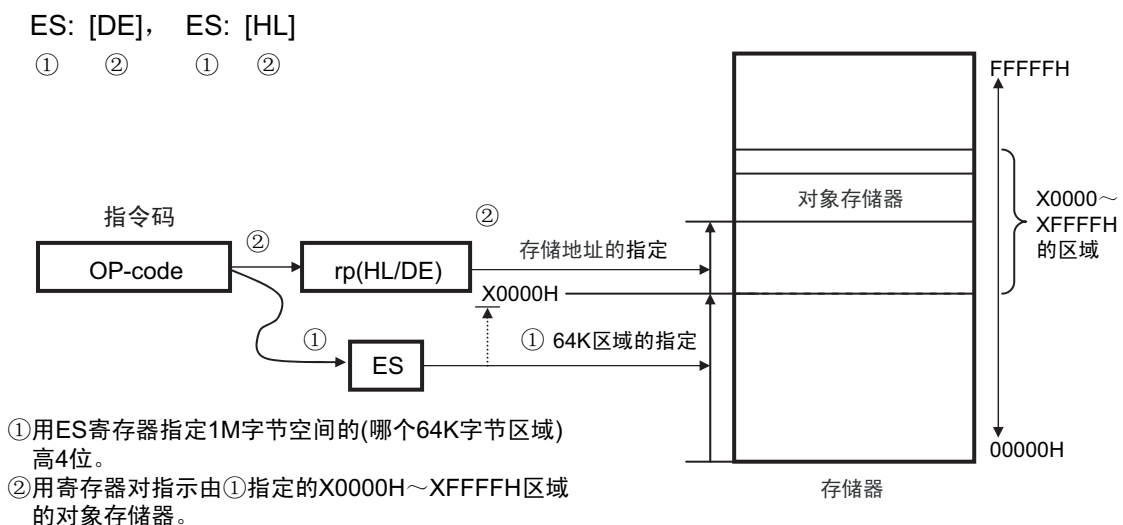 ES: [DE], ES: [HL]
① ② ① ②
FFFFFH
对象存储器
X0000～
XFFFFH
的区域
指令码
②
②
OP-code
rp(HL/DE)
存储地址的指定
X0000H
①
① 64K区域的指定
ES
①用ES寄存器指定1M字节空间的(哪个64K字节区域)
高4位。
②用寄存器对指示由①指定的X0000H～XFFFFH区域
的对象存储器。
00000H
存储器